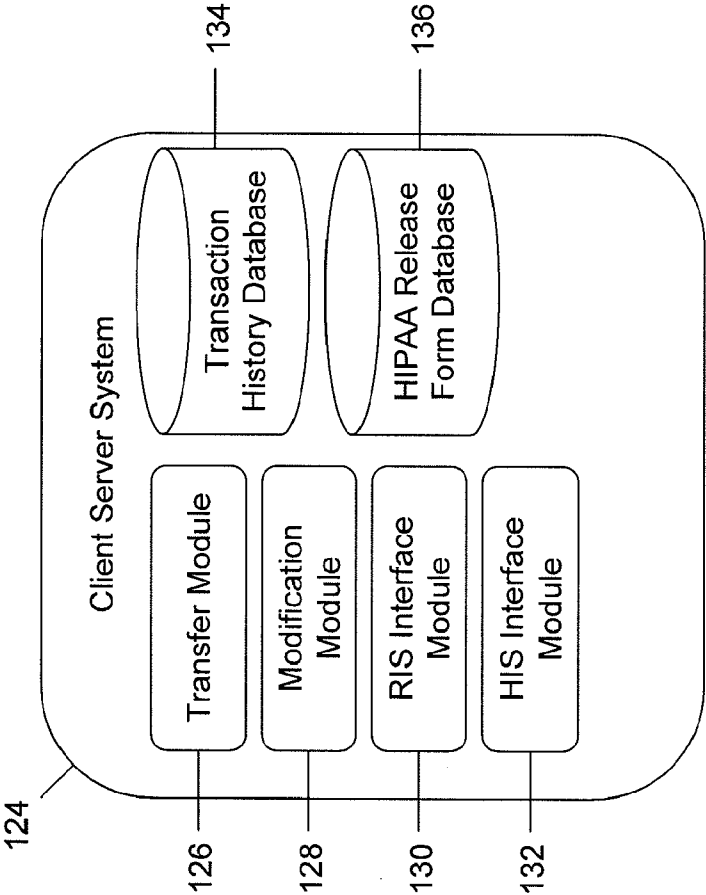 124
Client Server System
126
Transfer Module
128
Modification
Module
130
RIS Interface
Module
132
HIS Interface
Module
Transaction
History Database
134
HIPAA Release
Form Database
136